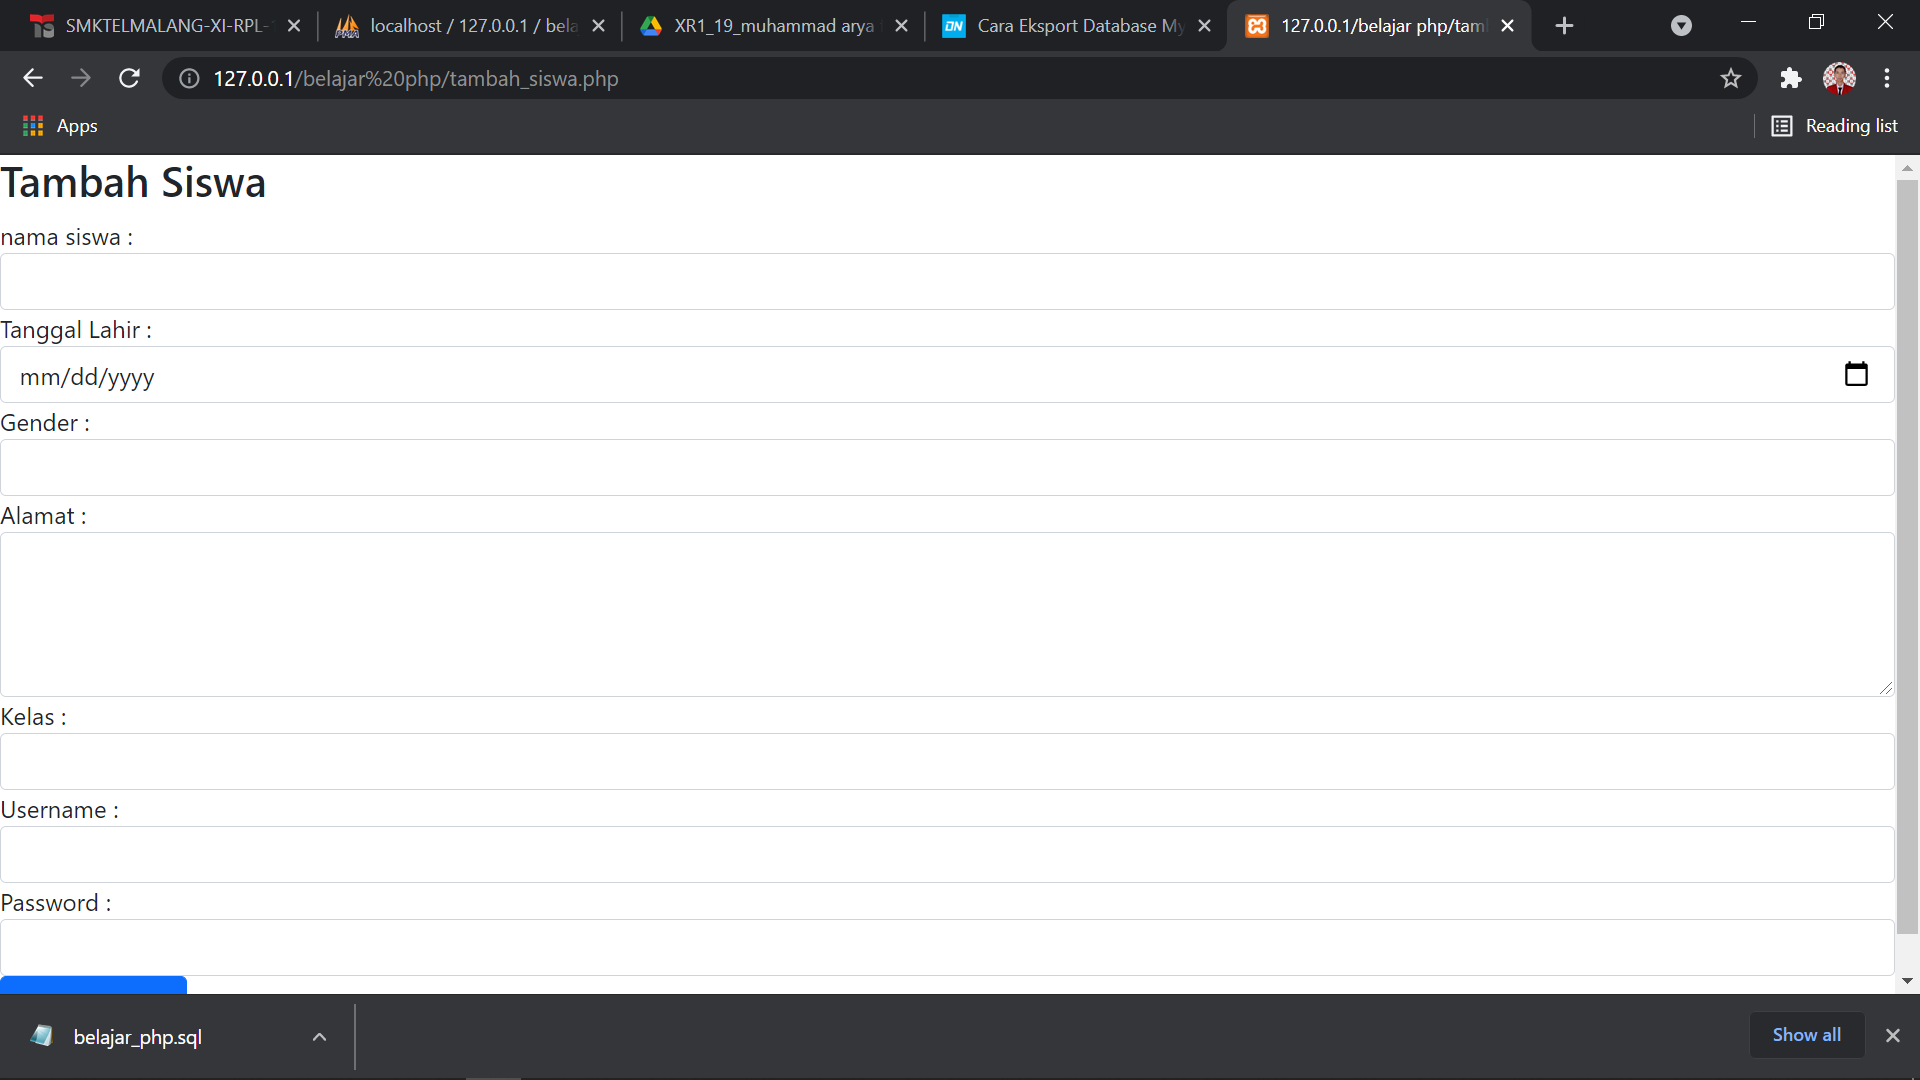 SMKTELMALANG-XI-RPL-
localhost / 127.0.0.1 / bela
XR1_19_muhammad arya
DN
Cara Eksport Database My
127.0.0.1/belajar php/tam
127.0.0.1/belajar%20php/tambah_siswa.php
Apps
Reading list
Tambah Siswa
nama siswa :
Tanggal Lahir :
mm/dd/yyyy
Gender :
Alamat :
Kelas :
Username :
Password :
belajar_php.sql
Show all